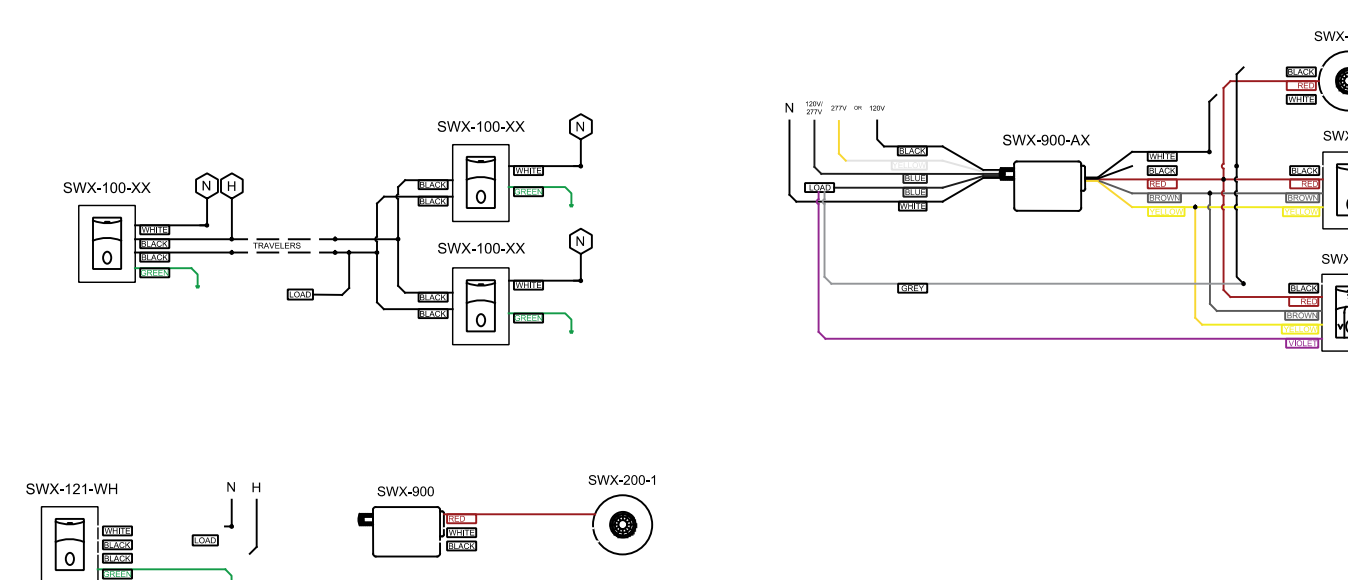 SWX-100-XX
N H
WHITE
BLACK
BLACK
GREEN
TRAVELERS
LOAD
SWX-100-XX
N
WHITE
BLACK
GREEN
BLACK
SWX-100-XX
N
WHITE
BLACK
GREEN
BLACK
N 120V/277V 277V OR 120V
BLACK
YELLOW
BLUE
LOAD
BLUE
WHITE
GREY
SWX-900-AX
WHITE
BLACK
RED
BROWN
YELLOW
SWX-
BLACK
RED
WHITE
SWX
BLACK
RED
BROWN
YELLOW
SWX
BLACK
RED
BROWN
YELLOW
VIOLET
SWX-121-WH
WHITE
BLACK
BLACK
GREEN
N H
LOAD
SWX-900
RED
WHITE
BLACK
SWX-200-1